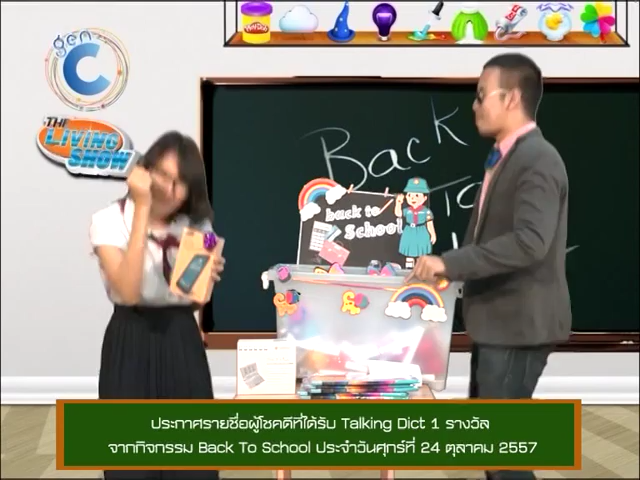 Play-Doh
gen
C
THE
LIVING
SHOW
Back
To
back to
School
ประกาศรายชื่อผู้โชคดีที่ได้รับ Talking Dict 1 รางวัล
จากกิจกรรม Back To School ประจำวันศุกร์ที่ 24 ตุลาคม 2557